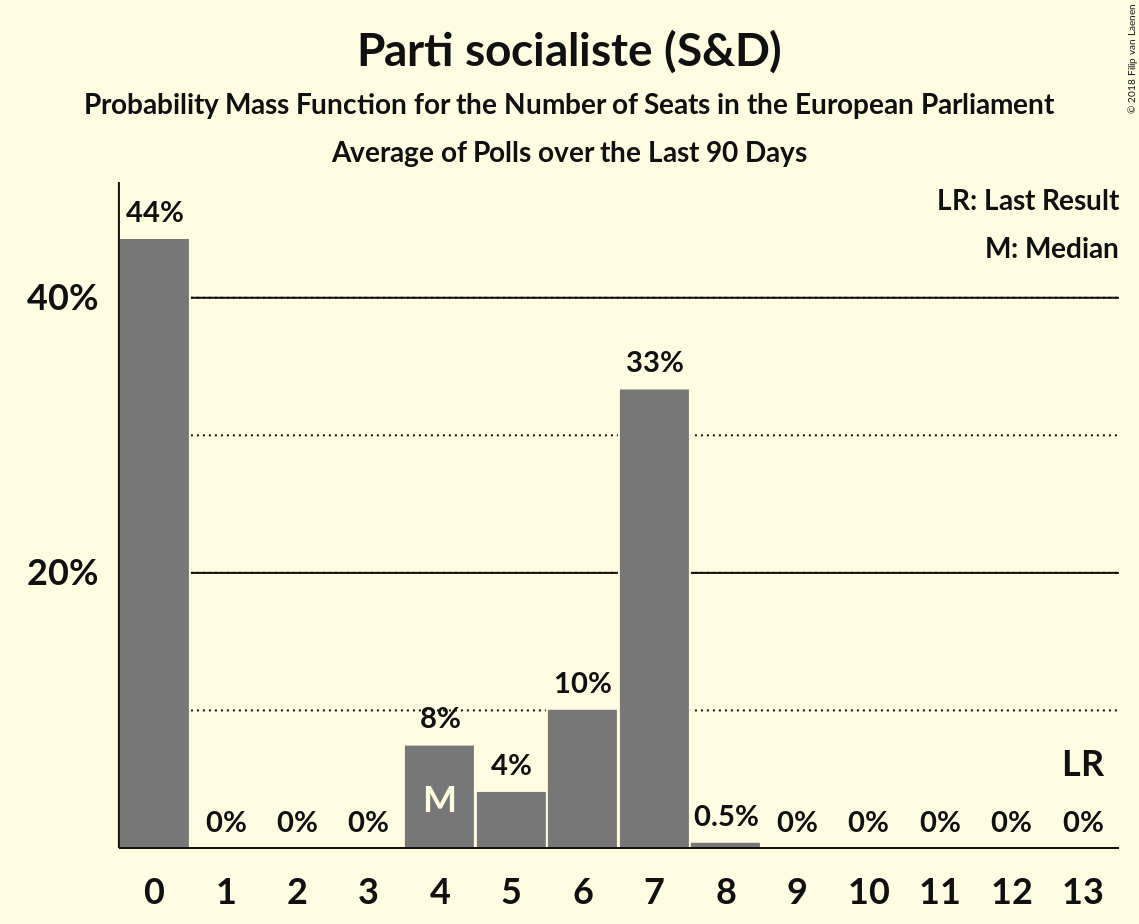 © 2018 Filip van Laenen
Parti socialiste (S&D)
Probability Mass Function for the Number of Seats in the European Parliament
Average of Polls over the Last 90 Days
LR: Last Result
M: Median
44%
40%
33%
20%
10%
8%
4%
0.5%
0% 0% 0% 0% 0% 0% 0% 0%
M
LR
0 1 2 3 4 5 6 7 8 9 10 11 12 13